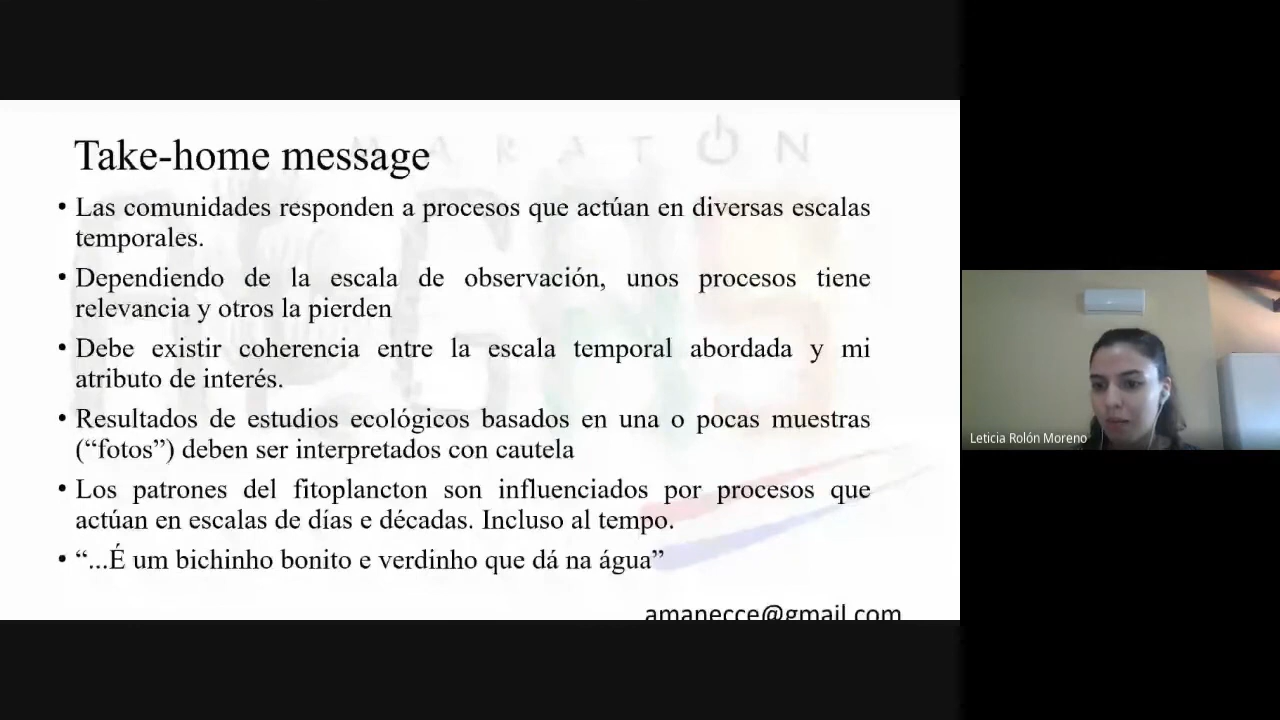 MARATÓN
Take-home message
• Las comunidades responden a procesos que actúan en diversas escalas
temporales.
• Dependiendo de la escala de observación, unos procesos tiene
relevancia y otros la pierden
• Debe existir coherencia entre la escala temporal abordada y mi
atributo de interés.
• Resultados de estudios ecológicos basados en una o pocas muestras
(“fotos”) deben ser interpretados con cautela
• Los patrones del fitoplancton son influenciados por procesos que
actúan en escalas de días e décadas. Incluso al tempo.
• “...É um bichinho bonito e verdinho que dá na água”
amanecce@gmail.com
Leticia Rolón Moreno